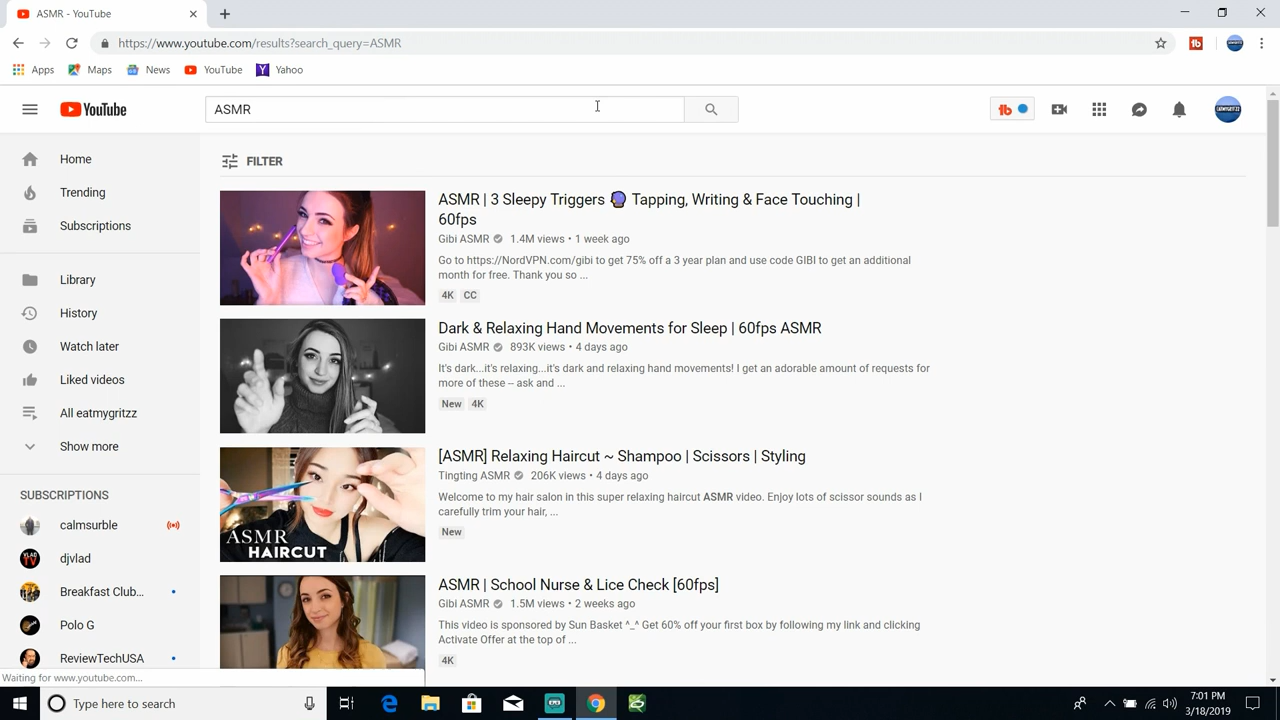 ASMR - YouTube
https://www.youtube.com/results?search_query=ASMR
Apps Maps News YouTube Yahoo
YouTube
ASMR
Home
Trending
Subscriptions
Library
History
Watch later
Liked videos
All eatmygritzz
Show more
SUBSCRIPTIONS
calmsurble
djvlad
Breakfast Club...
Polo G
ReviewTechUSA
FILTER
ASMR | 3 Sleepy Triggers 🔮 Tapping, Writing & Face Touching |
60fps
Gibi ASMR 1.4M views • 1 week ago
Go to https://NordVPN.com/gibi to get 75% off a 3 year plan and use code GIBI to get an additional
month for free. Thank you so ...
4K CC
Dark & Relaxing Hand Movements for Sleep | 60fps ASMR
Gibi ASMR 893K views • 4 days ago
It's dark...it's relaxing...it's dark and relaxing hand movements! I get an adorable amount of requests for
more of these -- ask and ...
New 4K
ASMR
HAIRCUT
[ASMR] Relaxing Haircut ~ Shampoo | Scissors | Styling
Tingting ASMR 206K views • 4 days ago
Welcome to my hair salon in this super relaxing haircut ASMR video. Enjoy lots of scissor sounds as I
carefully trim your hair, ...
New
ASMR | School Nurse & Lice Check [60fps]
Gibi ASMR 1.5M views • 2 weeks ago
This video is sponsored by Sun Basket ^_^ Get 60% off your first box by following my link and clicking
Activate Offer at the top of ...
4K
Waiting for www.youtube.com...
Type here to search
7:01 PM
3/18/2019